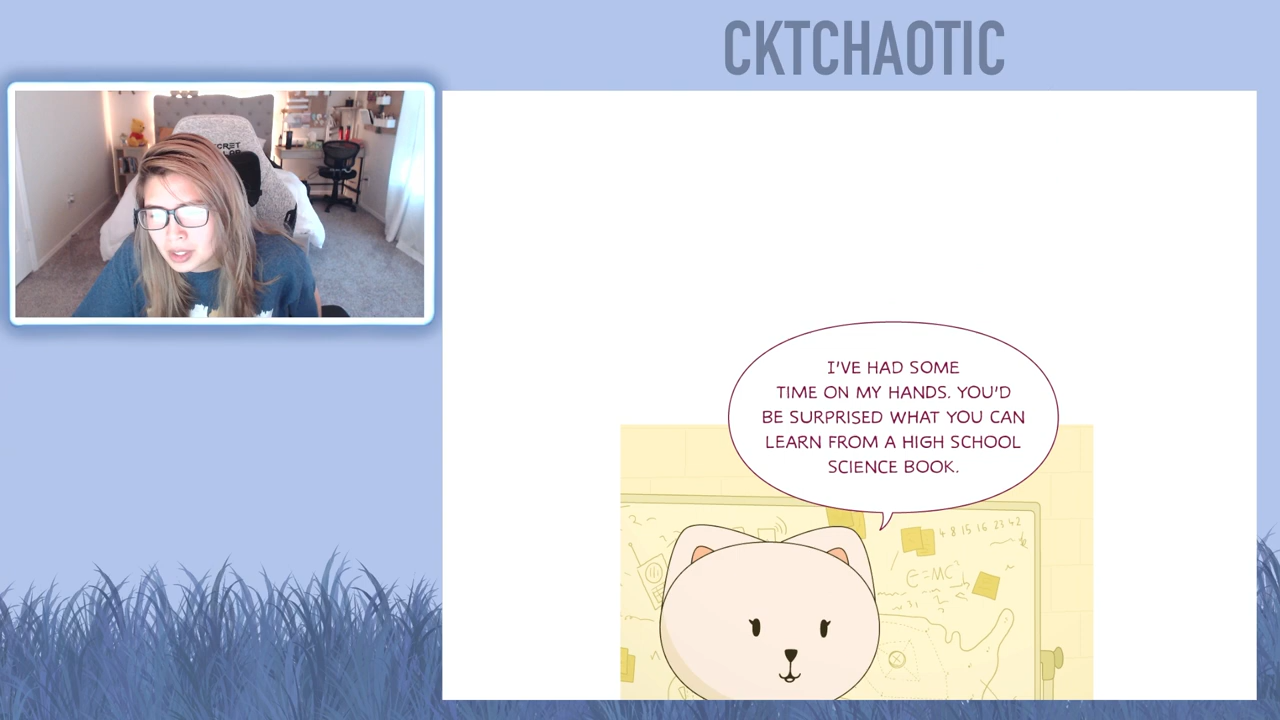 CKTCHAOTIC
I'VE HAD SOME
TIME ON MY HANDS. YOU'D
BE SURPRISED WHAT YOU CAN
LEARN FROM A HIGH SCHOOL
SCIENCE BOOK.
4 8 15 16 23 42
E=MC²